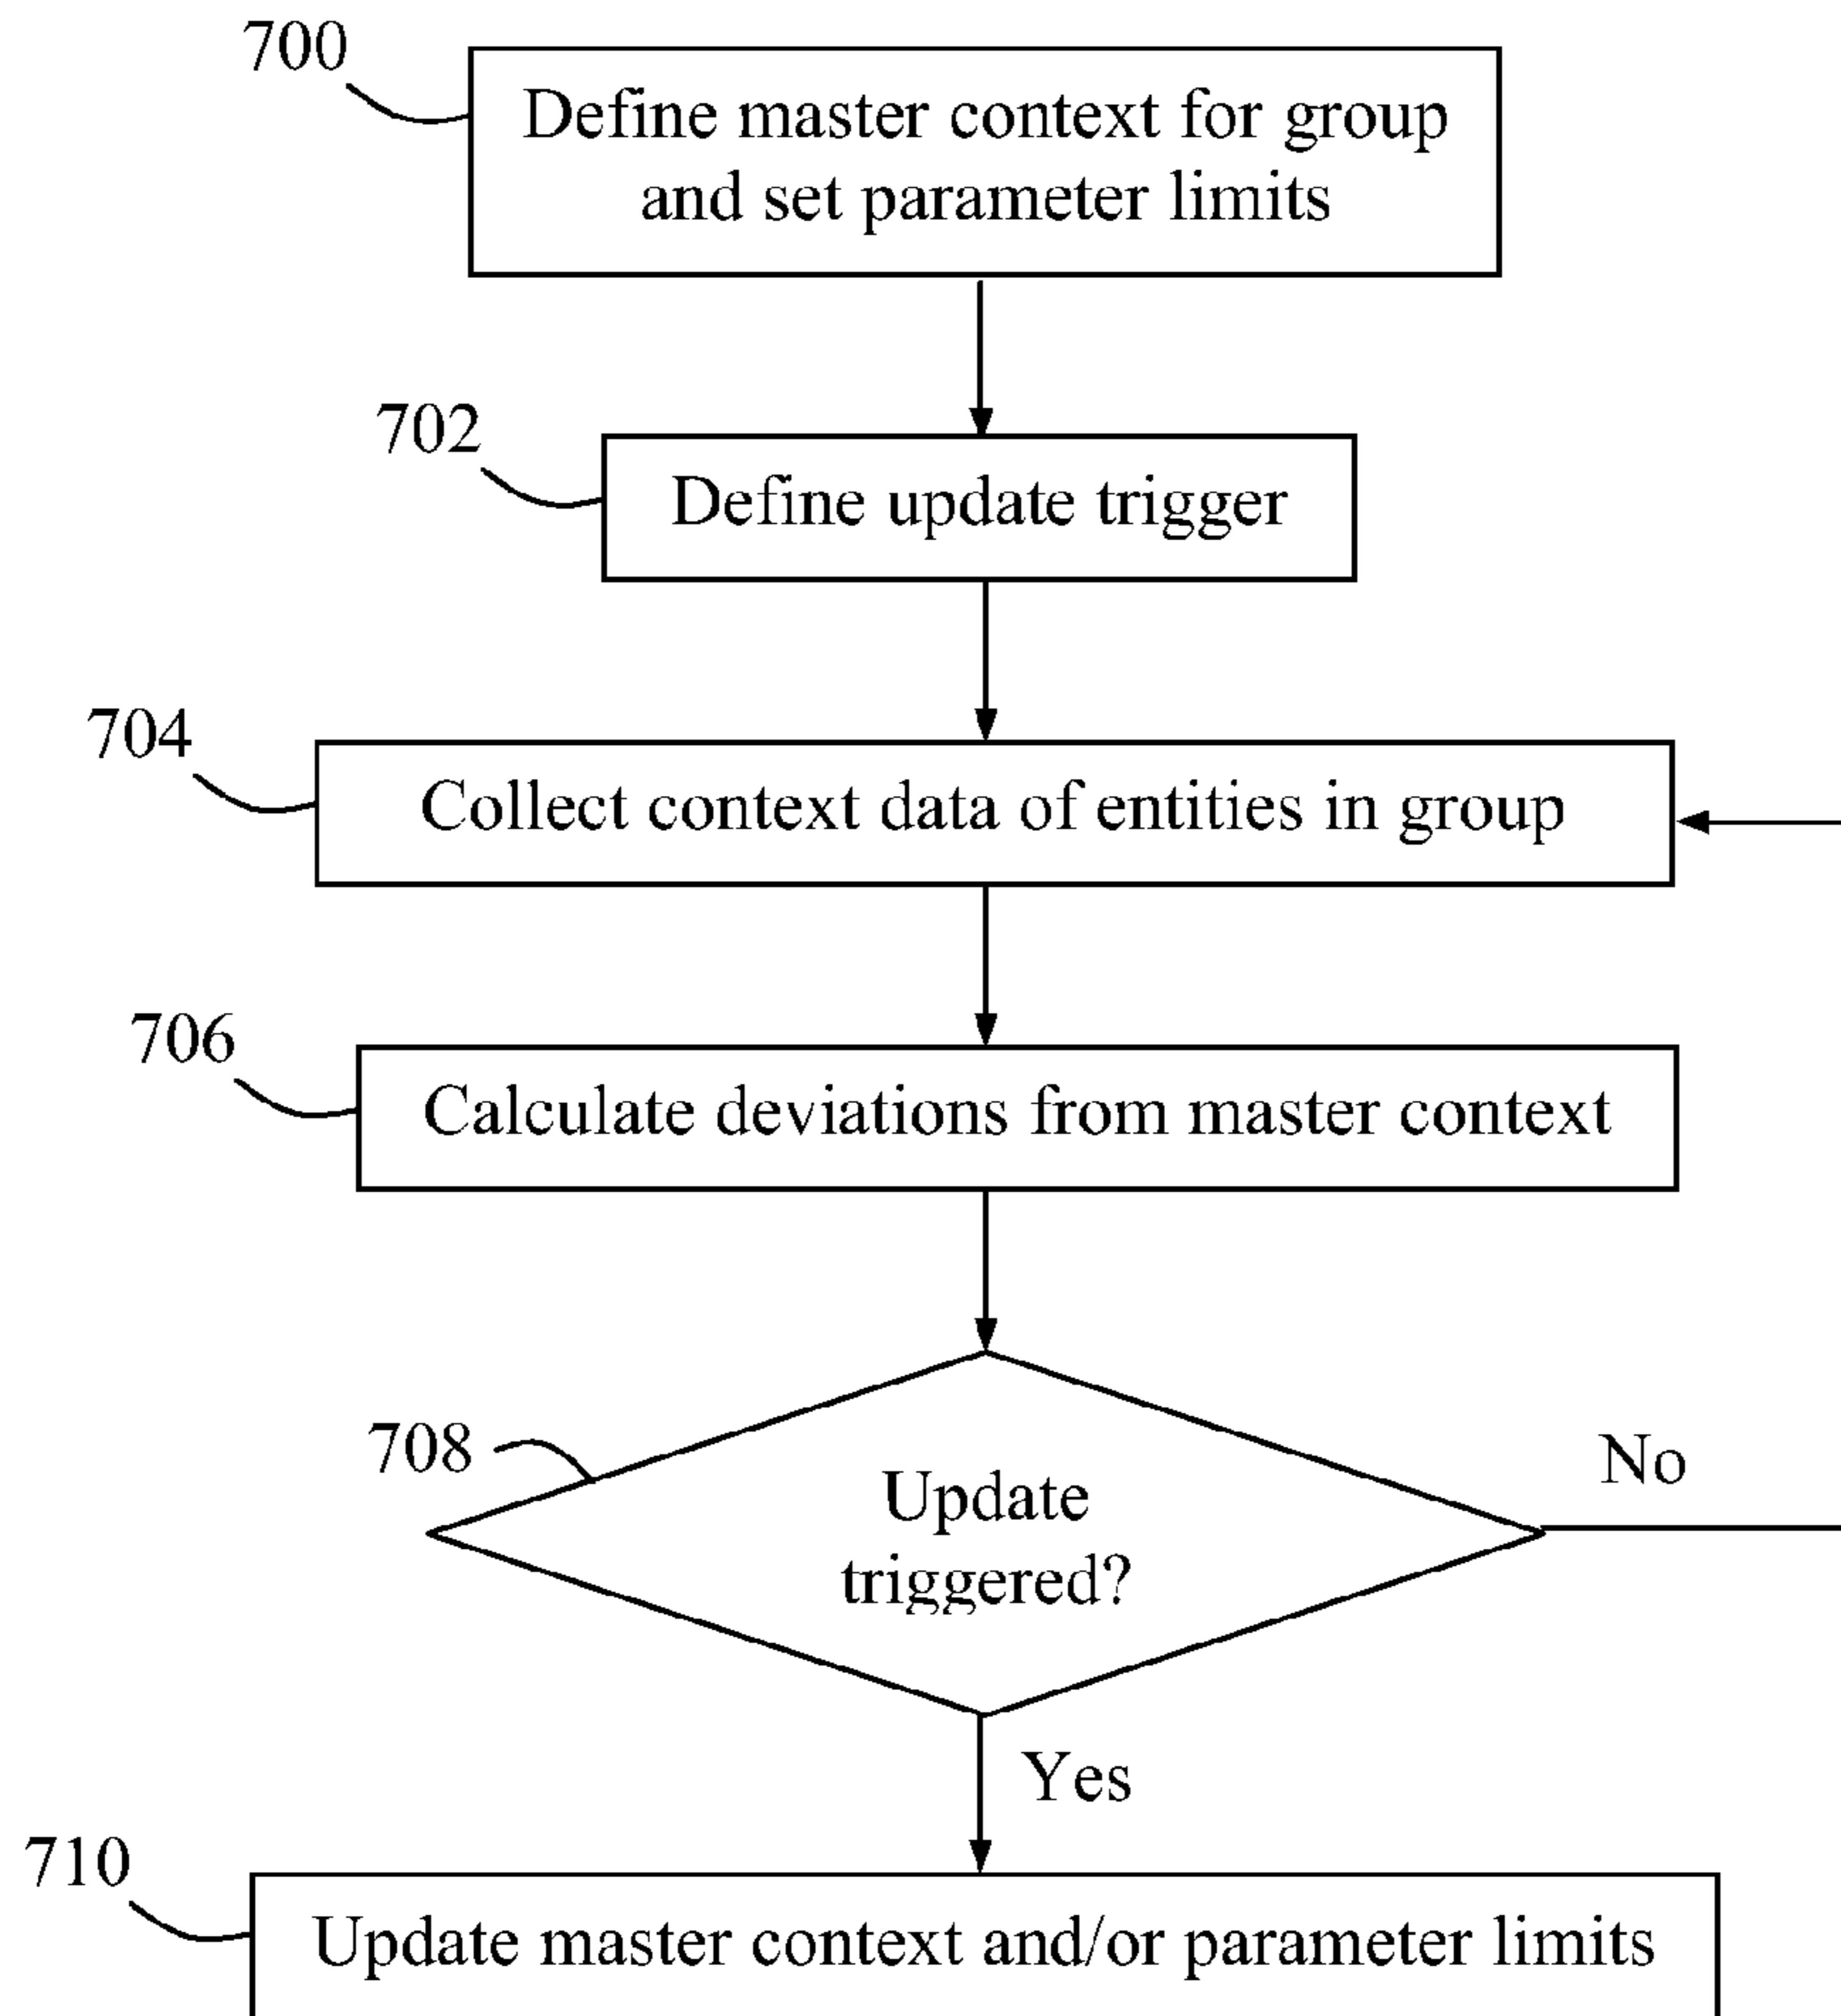 700
Define master context for group
and set parameter limits
702
Define update trigger
704
Collect context data of entities in group
706
Calculate deviations from master context
708
Update
triggered?
No
Yes
710
Update master context and/or parameter limits